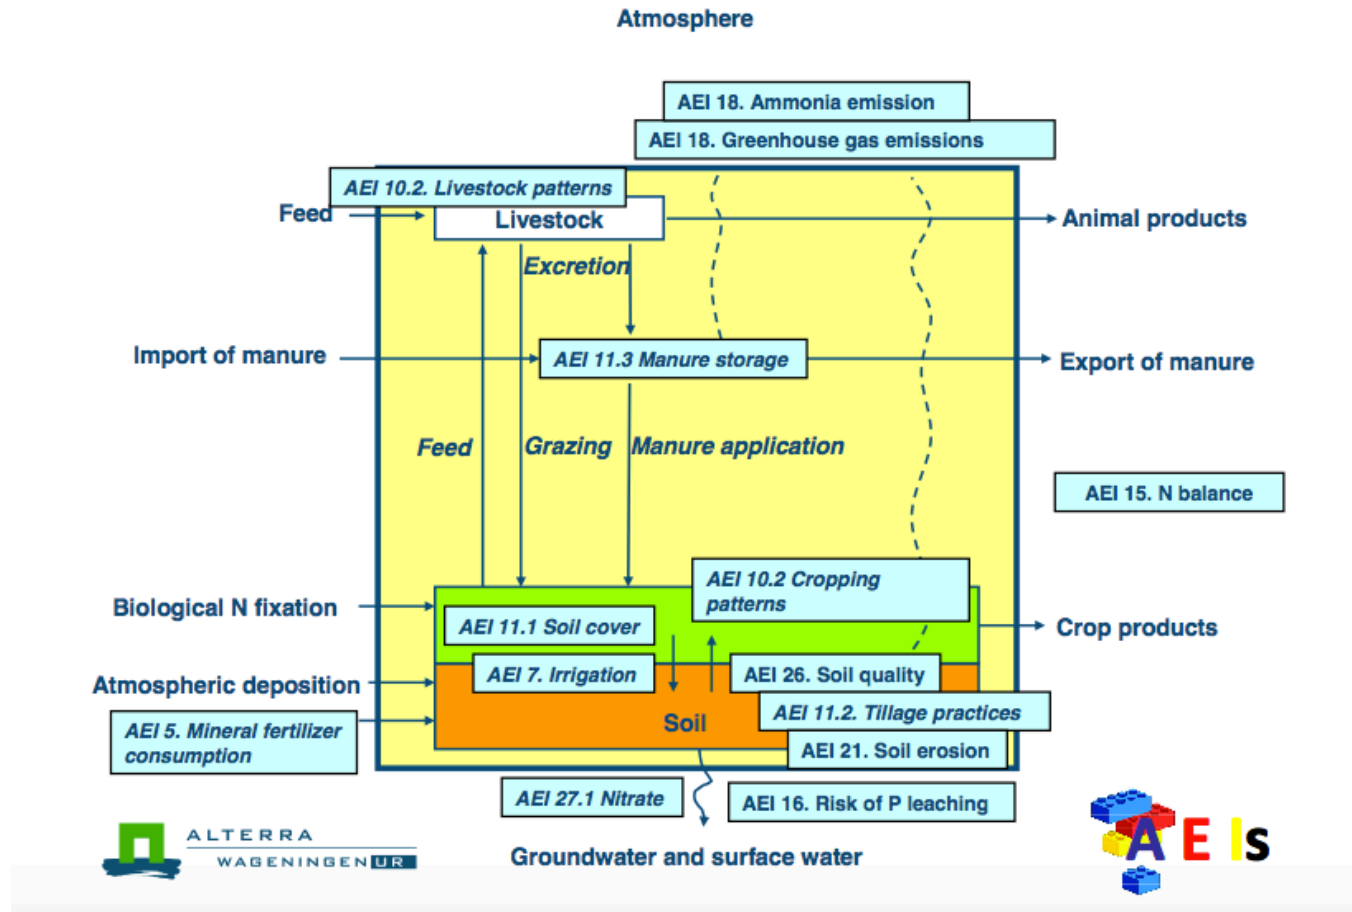 Atmosphere
AEI 18. Ammonia emission
AEI 18. Greenhouse gas emissions
AEI 10.2. Livestock patterns
Feed
Livestock
Animal products
Excretion
Import of manure
AEI 11.3 Manure storage
Export of manure
Feed
Grazing
Manure application
AEI 15. N balance
AEI 10.2 Cropping
patterns
Biological N fixation
AEI 11.1 Soil cover
Crop products
AEI 7. Irrigation
AEI 26. Soil quality
Atmospheric deposition
AEI 11.2. Tillage practices
Soil
AEI 5. Mineral fertilizer
consumption
AEI 21. Soil erosion
AEI 27.1 Nitrate
AEI 16. Risk of P leaching
ALTERRA
WAGENINGEN UR
Groundwater and surface water
AEIs